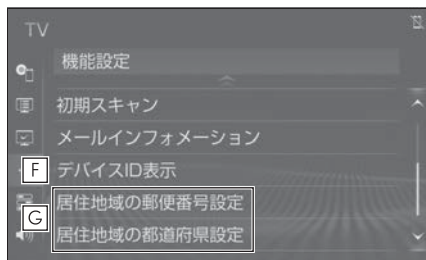 TV
機能設定
初期スキャン
メールインフォメーション
F
デバイスID表示
G
居住地域の郵便番号設定
居住地域の都道府県設定